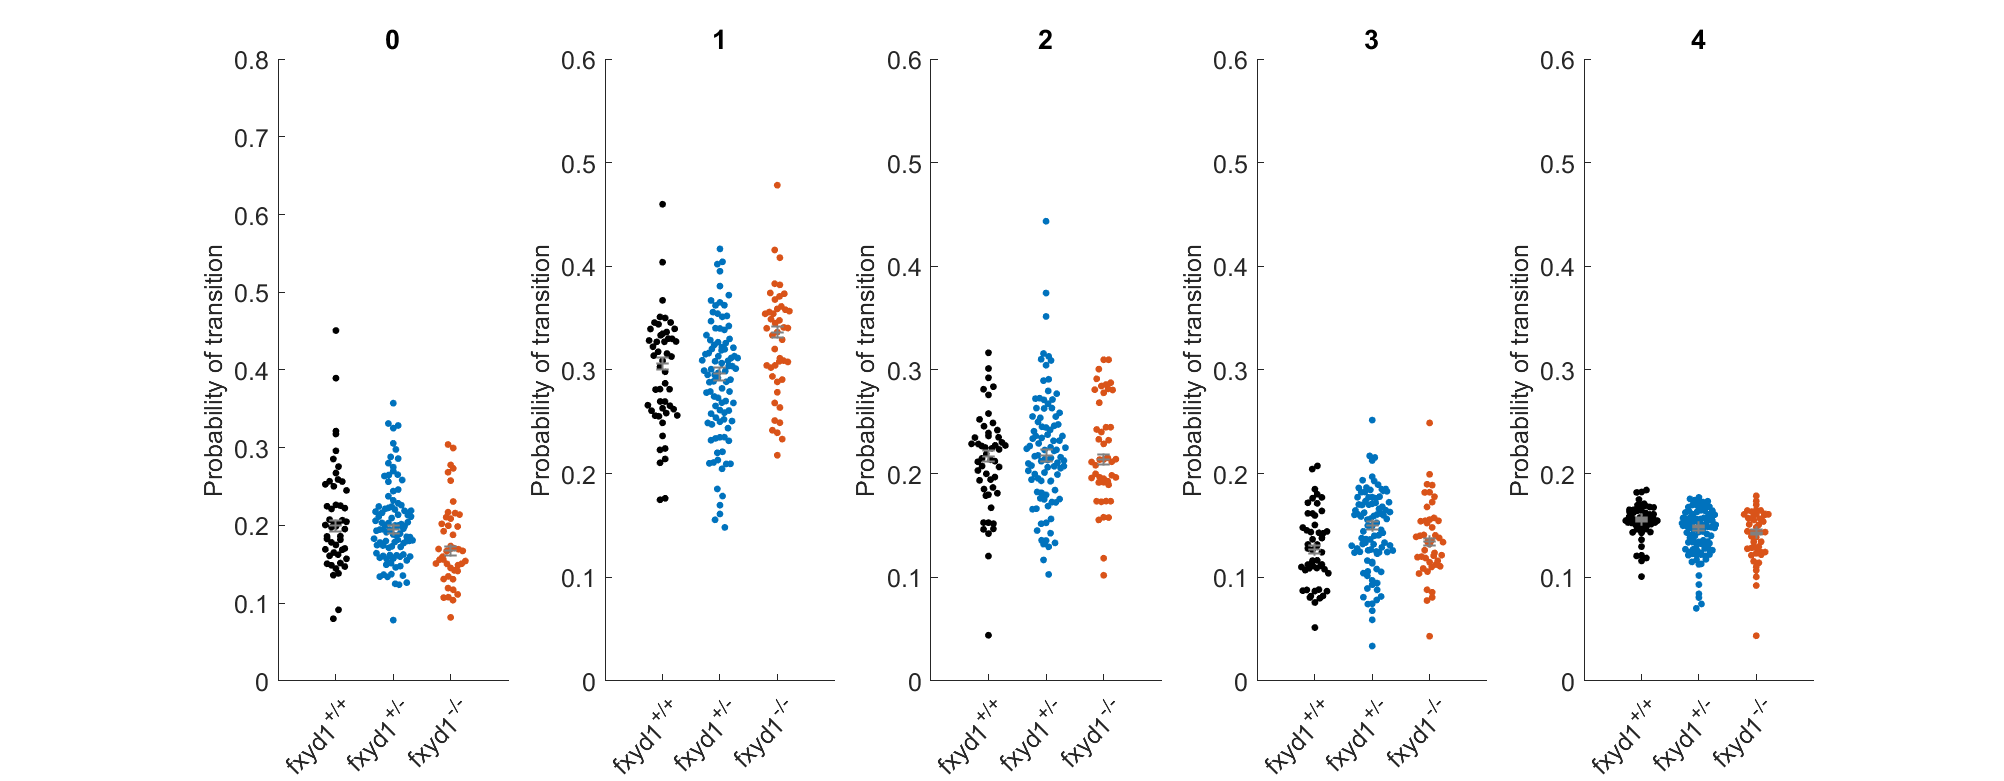 0
0.8
0.7
0.6
0.5
0.4
0.3
0.2
0.1
0
Probability of transition
fxyd1+/+
fxyd1+/-
fxyd1-/-
1
0.6
0.5
0.4
0.3
0.2
0.1
0
Probability of transition
fxyd1+/+
fxyd1+/-
fxyd1-/-
2
0.6
0.5
0.4
0.3
0.2
0.1
0
Probability of transition
fxyd1+/+
fxyd1+/-
fxyd1-/-
3
0.6
0.5
0.4
0.3
0.2
0.1
0
Probability of transition
fxyd1+/+
fxyd1+/-
fxyd1-/-
4
0.6
0.5
0.4
0.3
0.2
0.1
0
Probability of transition
fxyd1+/+
fxyd1+/-
fxyd1-/-